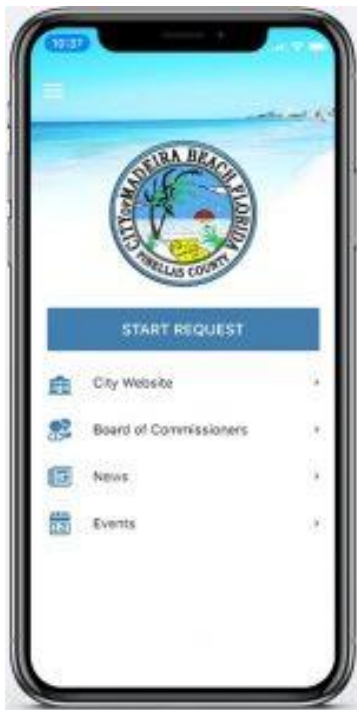 10:37
CITY OF MADEIRA BEACH, FLORIDA
PINELLAS COUNTY
START REQUEST
City Website
Board of Commissioners
News
Events